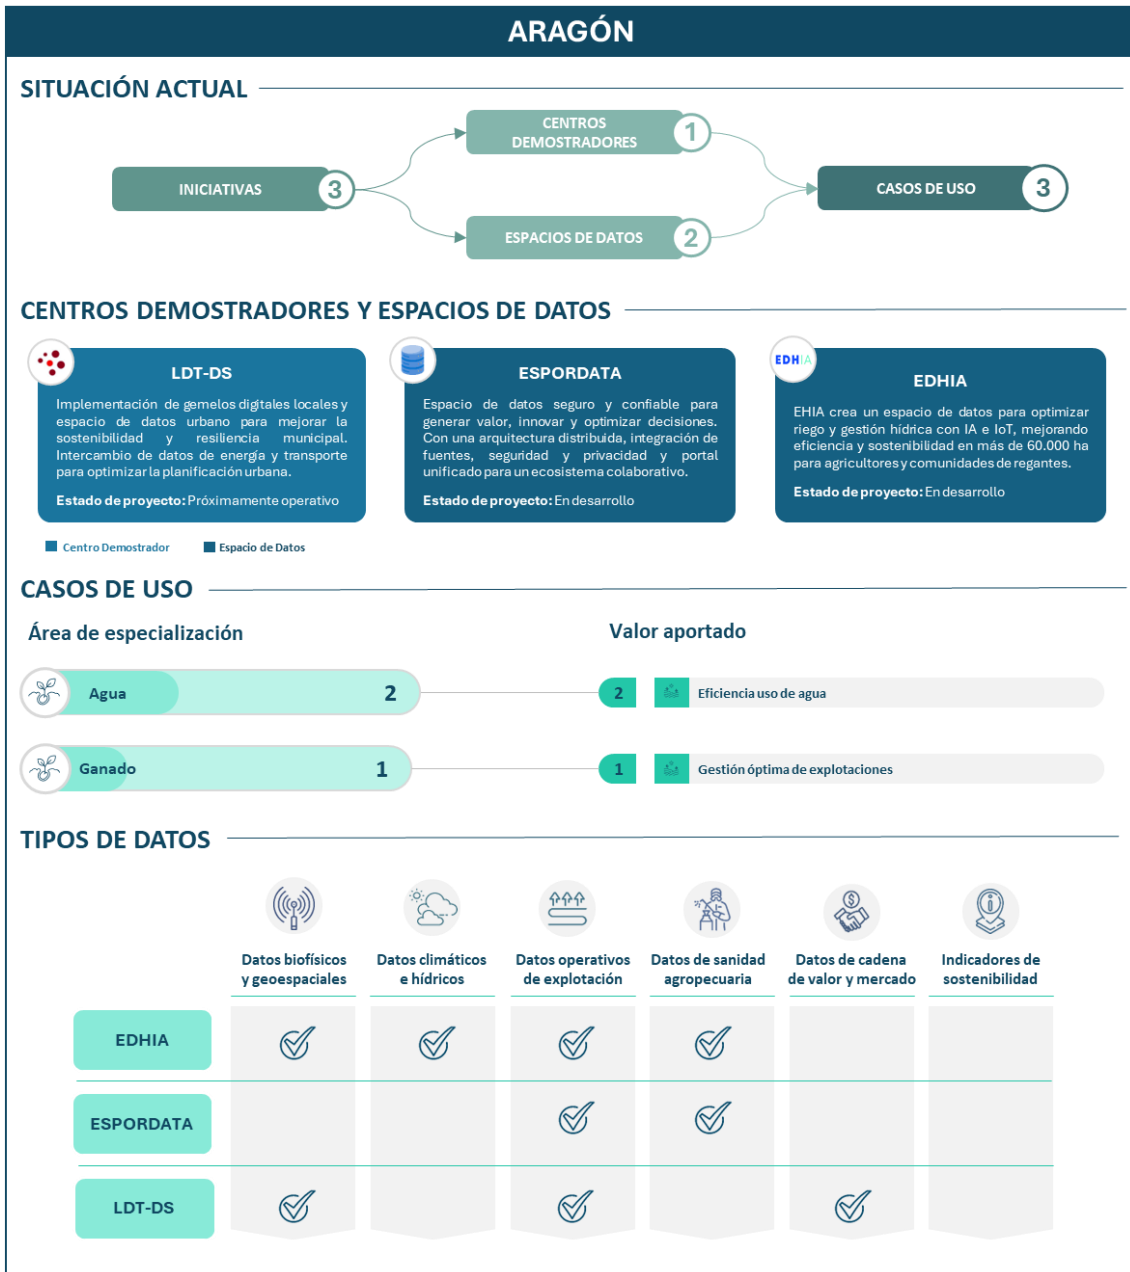 ARAGÓN
SITUACIÓN ACTUAL
INICIATIVAS
3
CENTROS
DEMOSTRADORES
1
ESPACIOS DE DATOS
2
CASOS DE USO
3
CENTROS DEMOSTRADORES Y ESPACIOS DE DATOS
LDT-DS
Implementación de gemelos digitales locales y
espacio de datos urbano para mejorar la
sostenibilidad y resiliencia municipal.
Intercambio de datos de energía y transporte
para optimizar la planificación urbana.
Estado de proyecto: Próximamente operativo
ESPORDATA
Espacio de datos seguro y confiable para
generar valor, innovar y optimizar decisiones.
Con una arquitectura distribuida, integración de
fuentes, seguridad y privacidad y portal
unificado para un ecosistema colaborativo.
Estado de proyecto: En desarrollo
EDHIA
EDHIA
EHIA crea un espacio de datos para optimizar
riego y gestión hídrica con IA e IoT, mejorando
eficiencia y sostenibilidad en más de 60.000 ha
para agricultores y comunidades de regantes.
Estado de proyecto: En desarrollo
Centro Demostrador
Espacio de Datos
CASOS DE USO
Área de especialización
Valor aportado
Agua
2
2
Eficiencia uso de agua
Ganado
1
1
Gestión óptima de explotaciones
TIPOS DE DATOS
Datos biofísicos
y geoespaciales
Datos climáticos
e hídricos
Datos operativos
de explotación
Datos de sanidad
agropecuaria
Datos de cadena
de valor y mercado
Indicadores de
sostenibilidad
EDHIA
ESPORDATA
LDT-DS